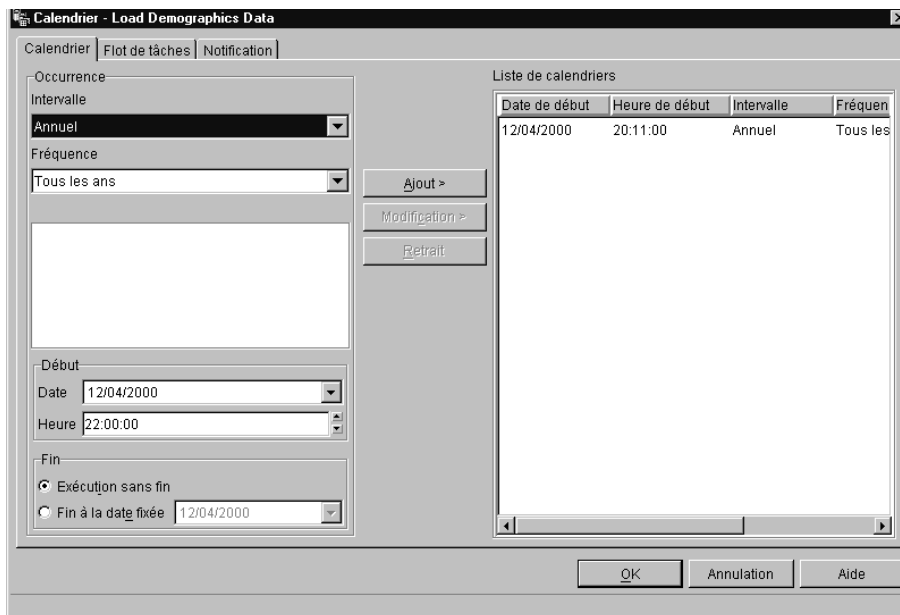 Calendrier - Load Demographics Data
Calendrier
Flot de tâches
Notification
Occurrence
Intervalle
Annuel
Fréquence
Tous les ans
Début
Date 12/04/2000
Heure 22:00:00
Fin
Exécution sans fin
Fin à la date fixée 12/04/2000
Ajout >
Modification >
Retrait
Liste de calendriers
Date de début Heure de début Intervalle Fréquen
12/04/2000 20:11:00 Annuel Tous les
OK
Annulation
Aide